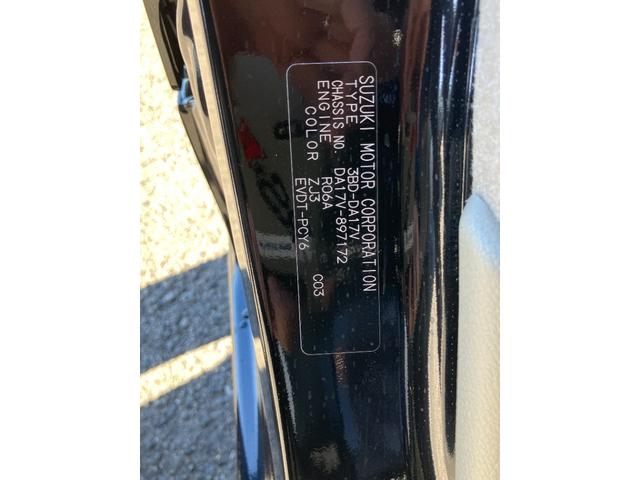 SUZUKI MOTOR CORPORATION
TYPE 3BD-DA17V
CHASSIS NO. DA17V-897172
ENGINE R06A
COLOR ZJ3 C03
EVDT-PCY6